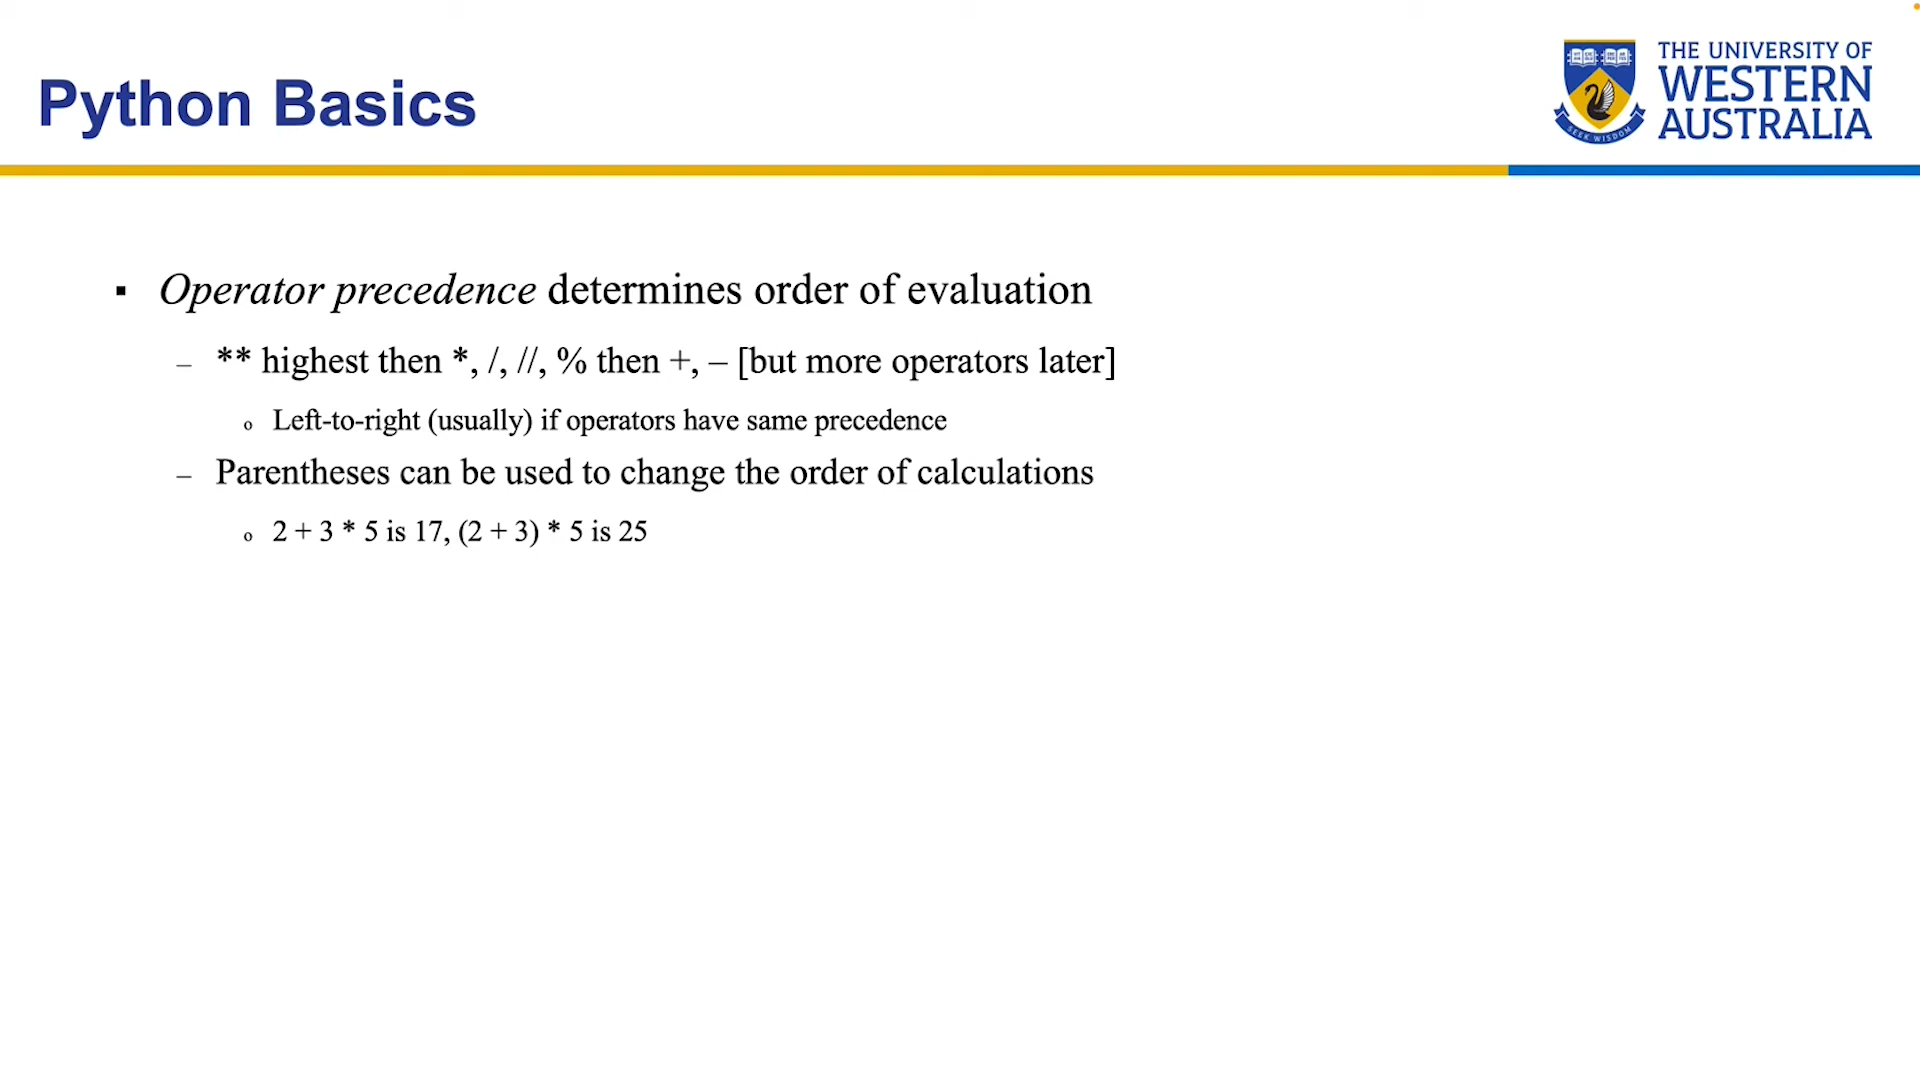 Python Basics
THE UNIVERSITY OF
WESTERN
AUSTRALIA
SEEK WISDOM
▪ Operator precedence determines order of evaluation
– ** highest then *, /, //, % then +, – [but more operators later]
o Left-to-right (usually) if operators have same precedence
– Parentheses can be used to change the order of calculations
o 2 + 3 * 5 is 17, (2 + 3) * 5 is 25